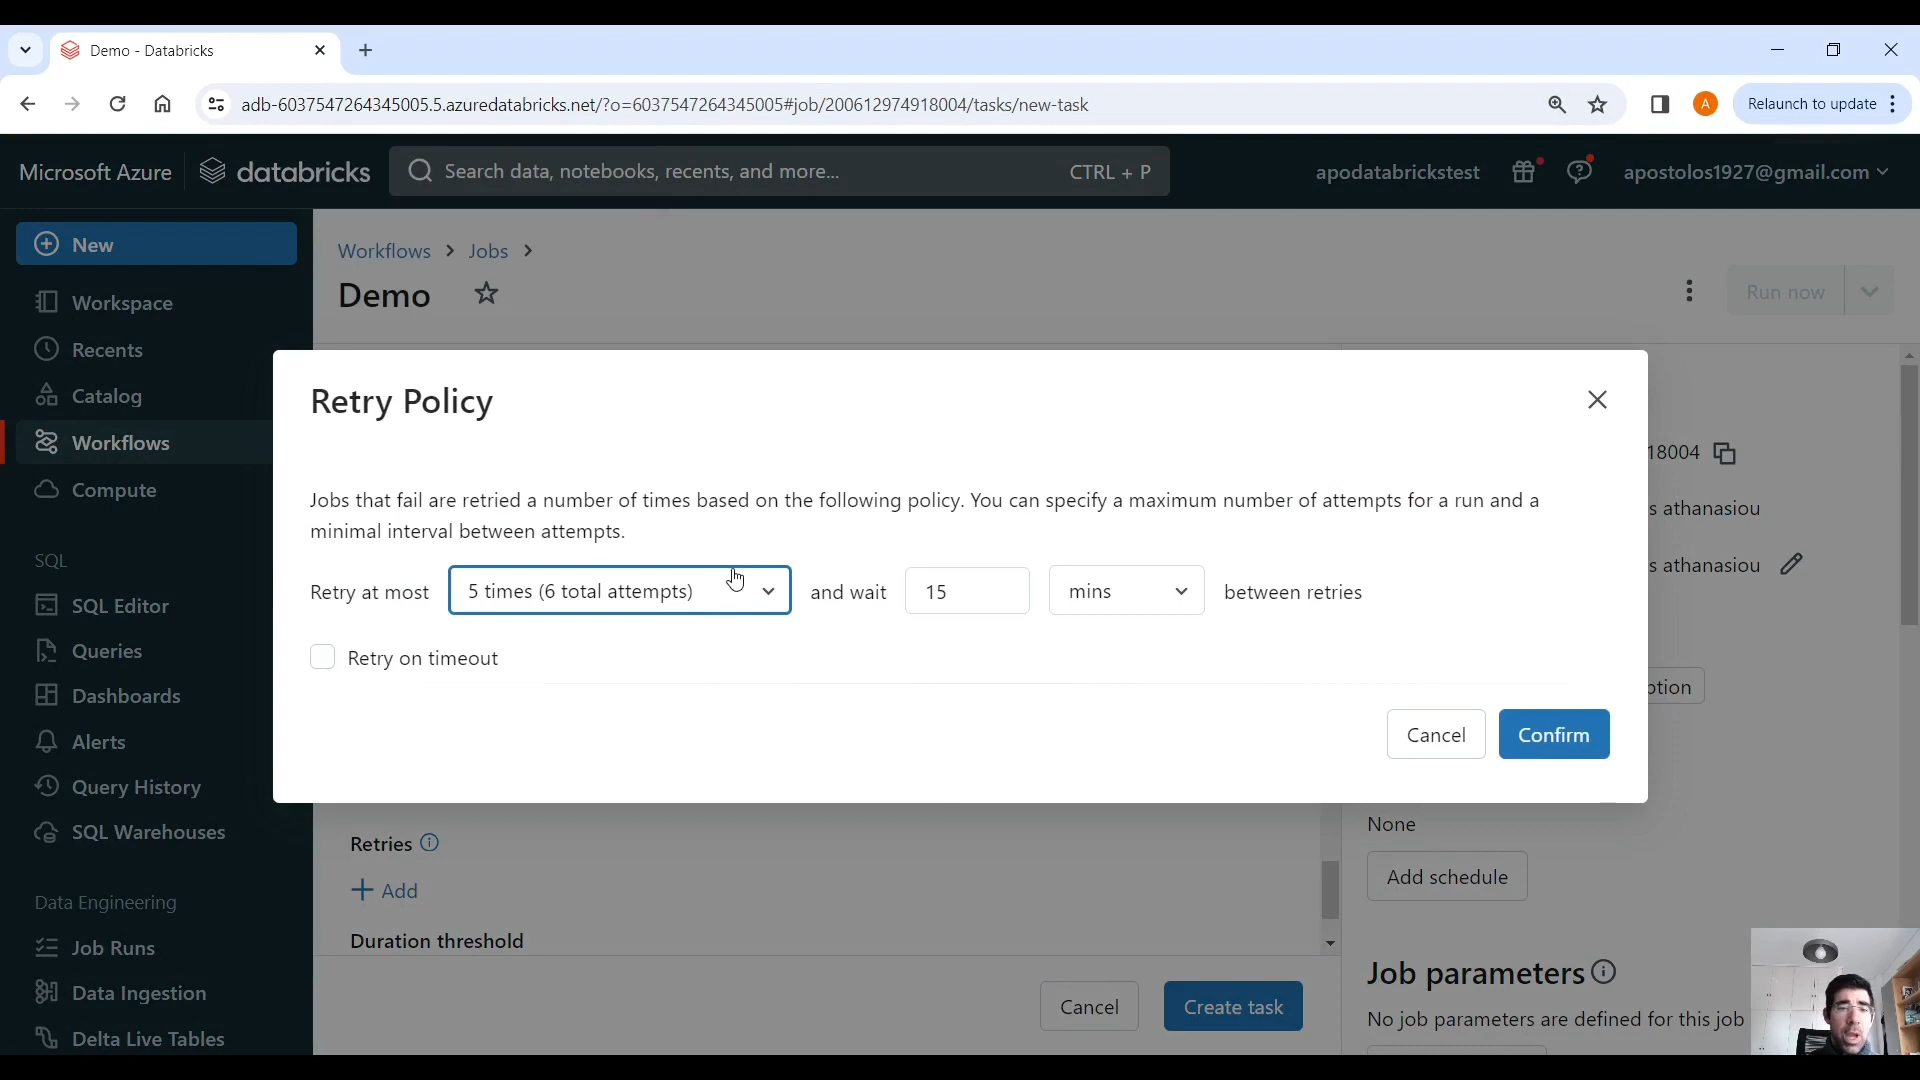 Demo - Databricks
adb-6037547264345005.5.azuredatabricks.net/?o=6037547264345005#job/200612974918004/tasks/new-task
A
Relaunch to update
Microsoft Azure
databricks
Search data, notebooks, recents, and more...
CTRL + P
apodatabrickstest
apostolos1927@gmail.com
New
Workspace
Recents
Catalog
Workflows
Compute
SQL
SQL Editor
Queries
Dashboards
Alerts
Query History
SQL Warehouses
Data Engineering
Job Runs
Data Ingestion
Delta Live Tables
Workflows > Jobs >
Demo
Run now
Retry Policy
Jobs that fail are retried a number of times based on the following policy. You can specify a maximum number of attempts for a run and a
minimal interval between attempts.
Retry at most 5 times (6 total attempts) and wait 15 mins between retries
Retry on timeout
Cancel
Confirm
18004
s athanasiou
s athanasiou
ption
Retries
+ Add
Duration threshold
Cancel
Create task
None
Add schedule
Job parameters
No job parameters are defined for this job